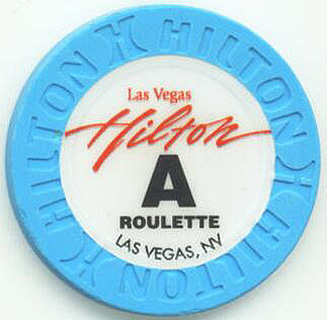 HILTON H HILTON H HILTON H HILTON H
Las Vegas
Hilton
A
ROULETTE
LAS VEGAS, NV